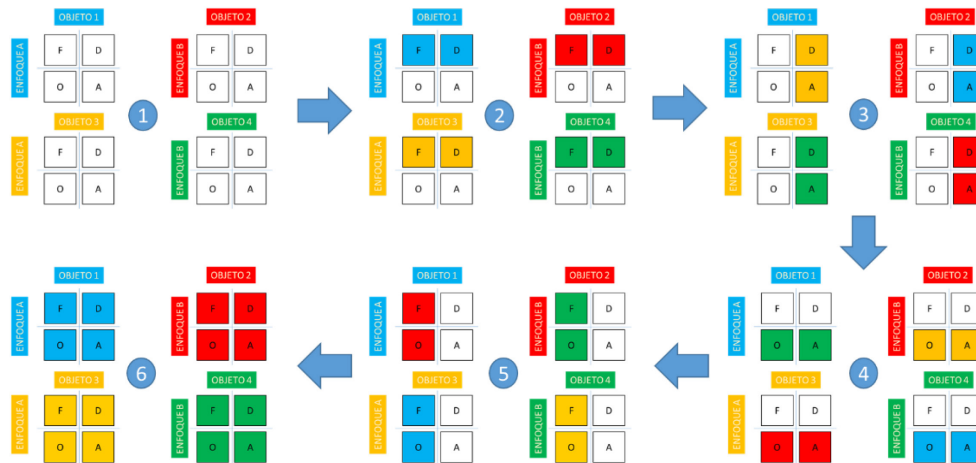 OBJETO 1 OBJETO 2
ENFOQUE A F D ENFOQUE B F D
O A O A
1
OBJETO 3 OBJETO 4
ENFOQUE A F D ENFOQUE B F D
O A O A
OBJETO 1 OBJETO 2
ENFOQUE A F D ENFOQUE B F D
O A O A
2
OBJETO 3 OBJETO 4
ENFOQUE A F D ENFOQUE B F D
O A O A
OBJETO 1 OBJETO 2
ENFOQUE A F D ENFOQUE B F D
O A O A
3
OBJETO 3 OBJETO 4
ENFOQUE A F D ENFOQUE B F D
O A O A
OBJETO 1 OBJETO 2
ENFOQUE A F D ENFOQUE B F D
O A O A
4
OBJETO 3 OBJETO 4
ENFOQUE A F D ENFOQUE B F D
O A O A
OBJETO 1 OBJETO 2
ENFOQUE A F D ENFOQUE B F D
O A O A
5
OBJETO 3 OBJETO 4
ENFOQUE A F D ENFOQUE B F D
O A O A
OBJETO 1 OBJETO 2
ENFOQUE A F D ENFOQUE B F D
O A O A
6
OBJETO 3 OBJETO 4
ENFOQUE A F D ENFOQUE B F D
O A O A